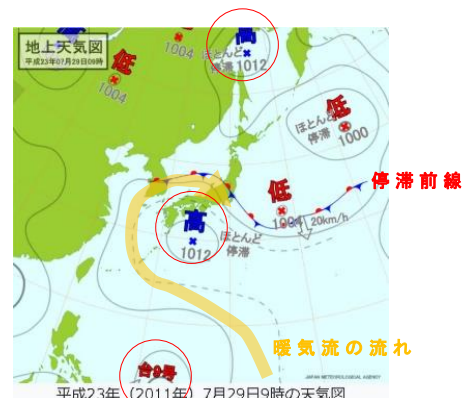 地上天気図
平成23年07月29日09時
低
1004
低
1004
高
ほとんど
停滞
1012
低
ほとんど
停滞
1000
停滞前線
低
1004
20km/h
高
ほとんど
停滞
1012
暖気流の流れ
台9号
JAPAN METEOROLOGICAL AGENCY
平成23年（2011年）7月29日9時の天気図